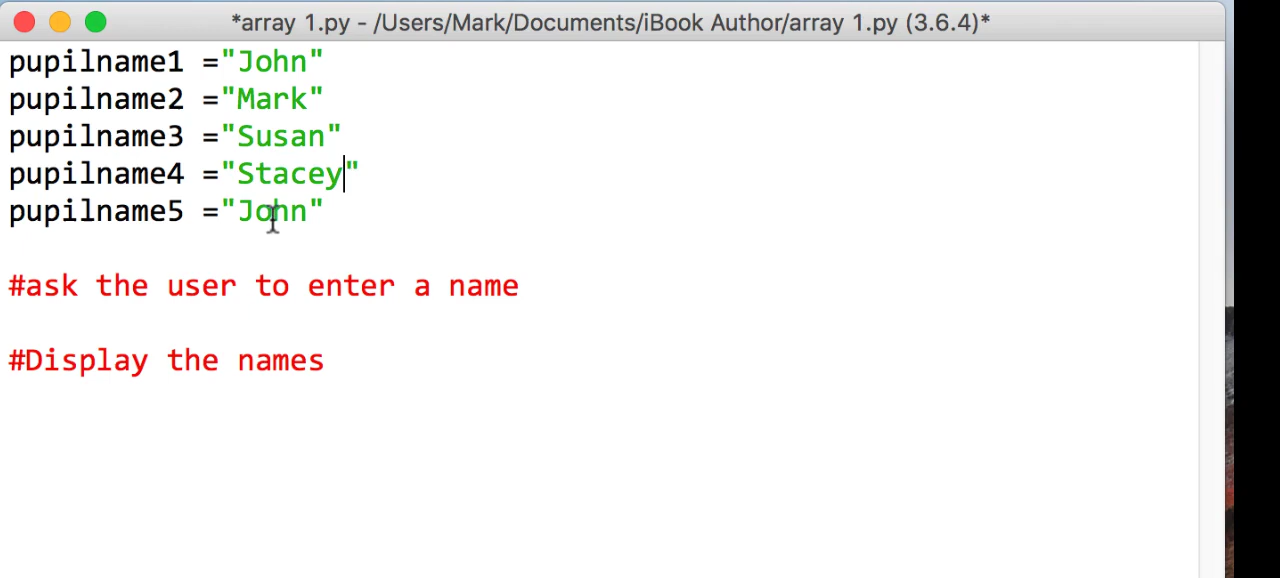 *array 1.py - /Users/Mark/Documents/iBook Author/array 1.py (3.6.4)*
pupilname1 ="John"
pupilname2 ="Mark"
pupilname3 ="Susan"
pupilname4 ="Stacey"
pupilname5 ="John"
#ask the user to enter a name
#Display the names